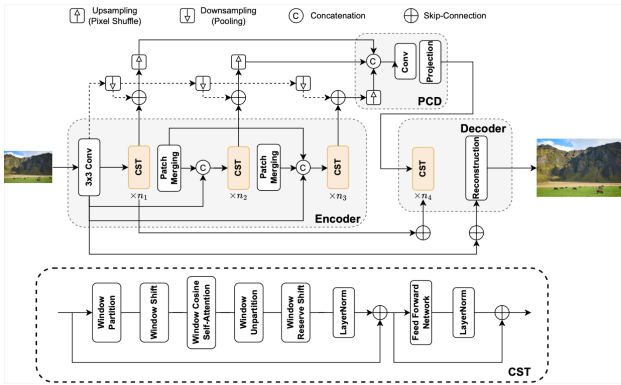 Upsampling
(Pixel Shuffle)
Downsampling
(Pooling)
C Concatenation
Skip-Connection
C
Conv
Projection
PCD
3x3 Conv
CST
×n1
Patch
Merging
C
CST
×n2
Patch
Merging
C
CST
×n3
Encoder
Decoder
CST
×n4
Reconstruction
Window
Partition
Window Shift
Window Cosine
Self-Attention
Window
Unpartition
Window
Reserve Shift
LayerNorm
Feed Forward
Network
LayerNorm
CST